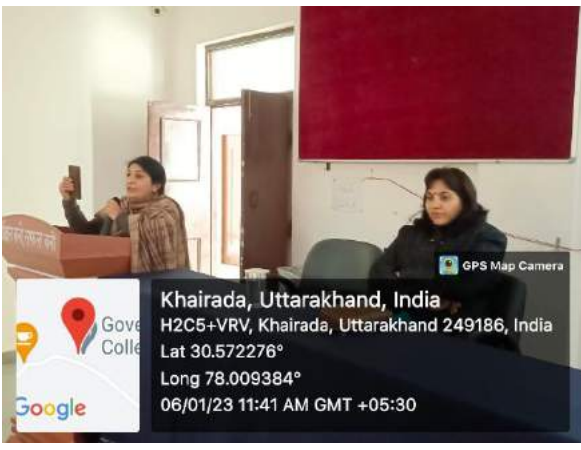 GPS Map Camera
Khairada, Uttarakhand, India
H2C5+VRV, Khairada, Uttarakhand 249186, India
Lat 30.572276°
Long 78.009384°
06/01/23 11:41 AM GMT +05:30
Gove
Colle
Google